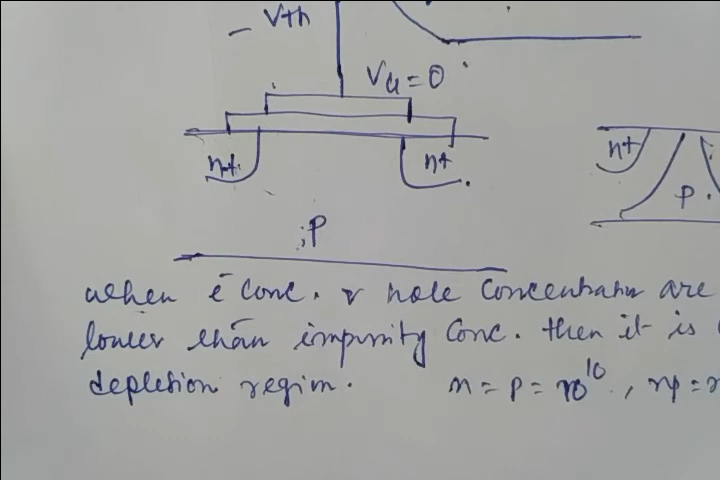 Vth
VG=0
n+
n+
n+
;P
P
when ē conc. & hole concentration are
lower than impurity conc. then it is
depletion regim. n = p = 10^10, np =